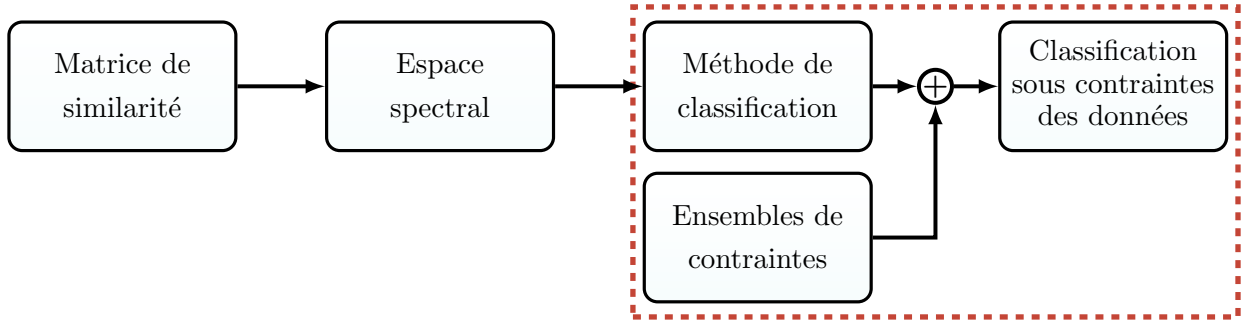 Matrice de
similarité
Espace
spectral
Méthode de
classification
+
Classification
sous contraintes
des données
Ensembles de
contraintes